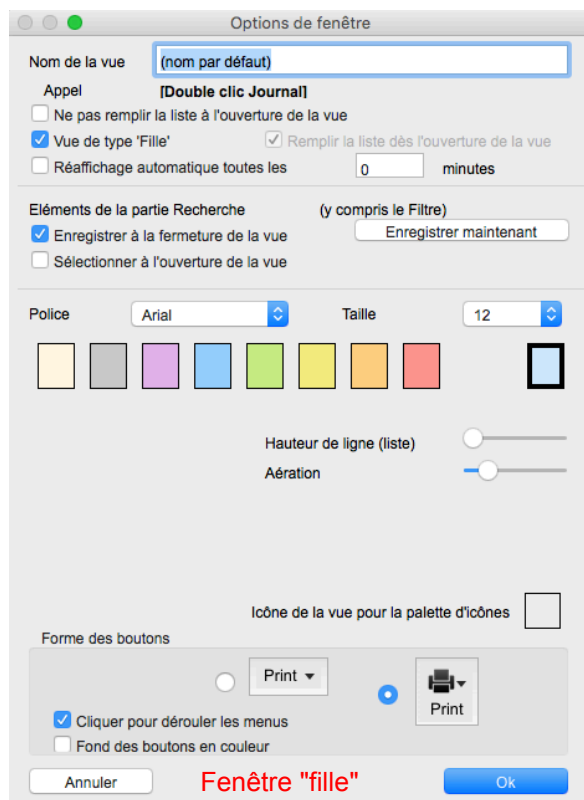 Options de fenêtre
Nom de la vue (nom par défaut)
Appel [Double clic Journal]
Ne pas remplir la liste à l'ouverture de la vue
Vue de type 'Fille' Remplir la liste dès l'ouverture de la vue
Réaffichage automatique toutes les 0 minutes
Eléments de la partie Recherche (y compris le Filtre)
Enregistrer à la fermeture de la vue Enregistrer maintenant
Sélectionner à l'ouverture de la vue
Police Arial Taille 12
Hauteur de ligne (liste)
Aération
Icône de la vue pour la palette d'icônes
Forme des boutons
Print
Print
Cliquer pour dérouler les menus
Fond des boutons en couleur
Annuler Fenêtre "fille" Ok